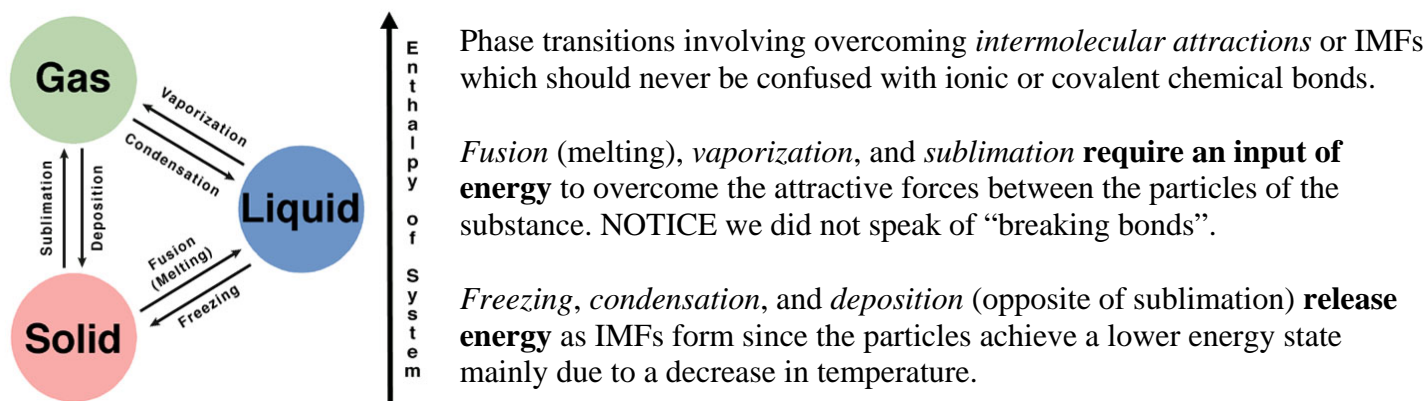 Gas
Vaporization
Condensation
Sublimation
Deposition
Liquid
Fusion
(Melting)
Freezing
Solid
Enthalpy of System
Phase transitions involving overcoming intermolecular attractions or IMFs
which should never be confused with ionic or covalent chemical bonds.
Fusion (melting), vaporization, and sublimation require an input of
energy to overcome the attractive forces between the particles of the
substance. NOTICE we did not speak of “breaking bonds”.
Freezing, condensation, and deposition (opposite of sublimation) release
energy as IMFs form since the particles achieve a lower energy state
mainly due to a decrease in temperature.